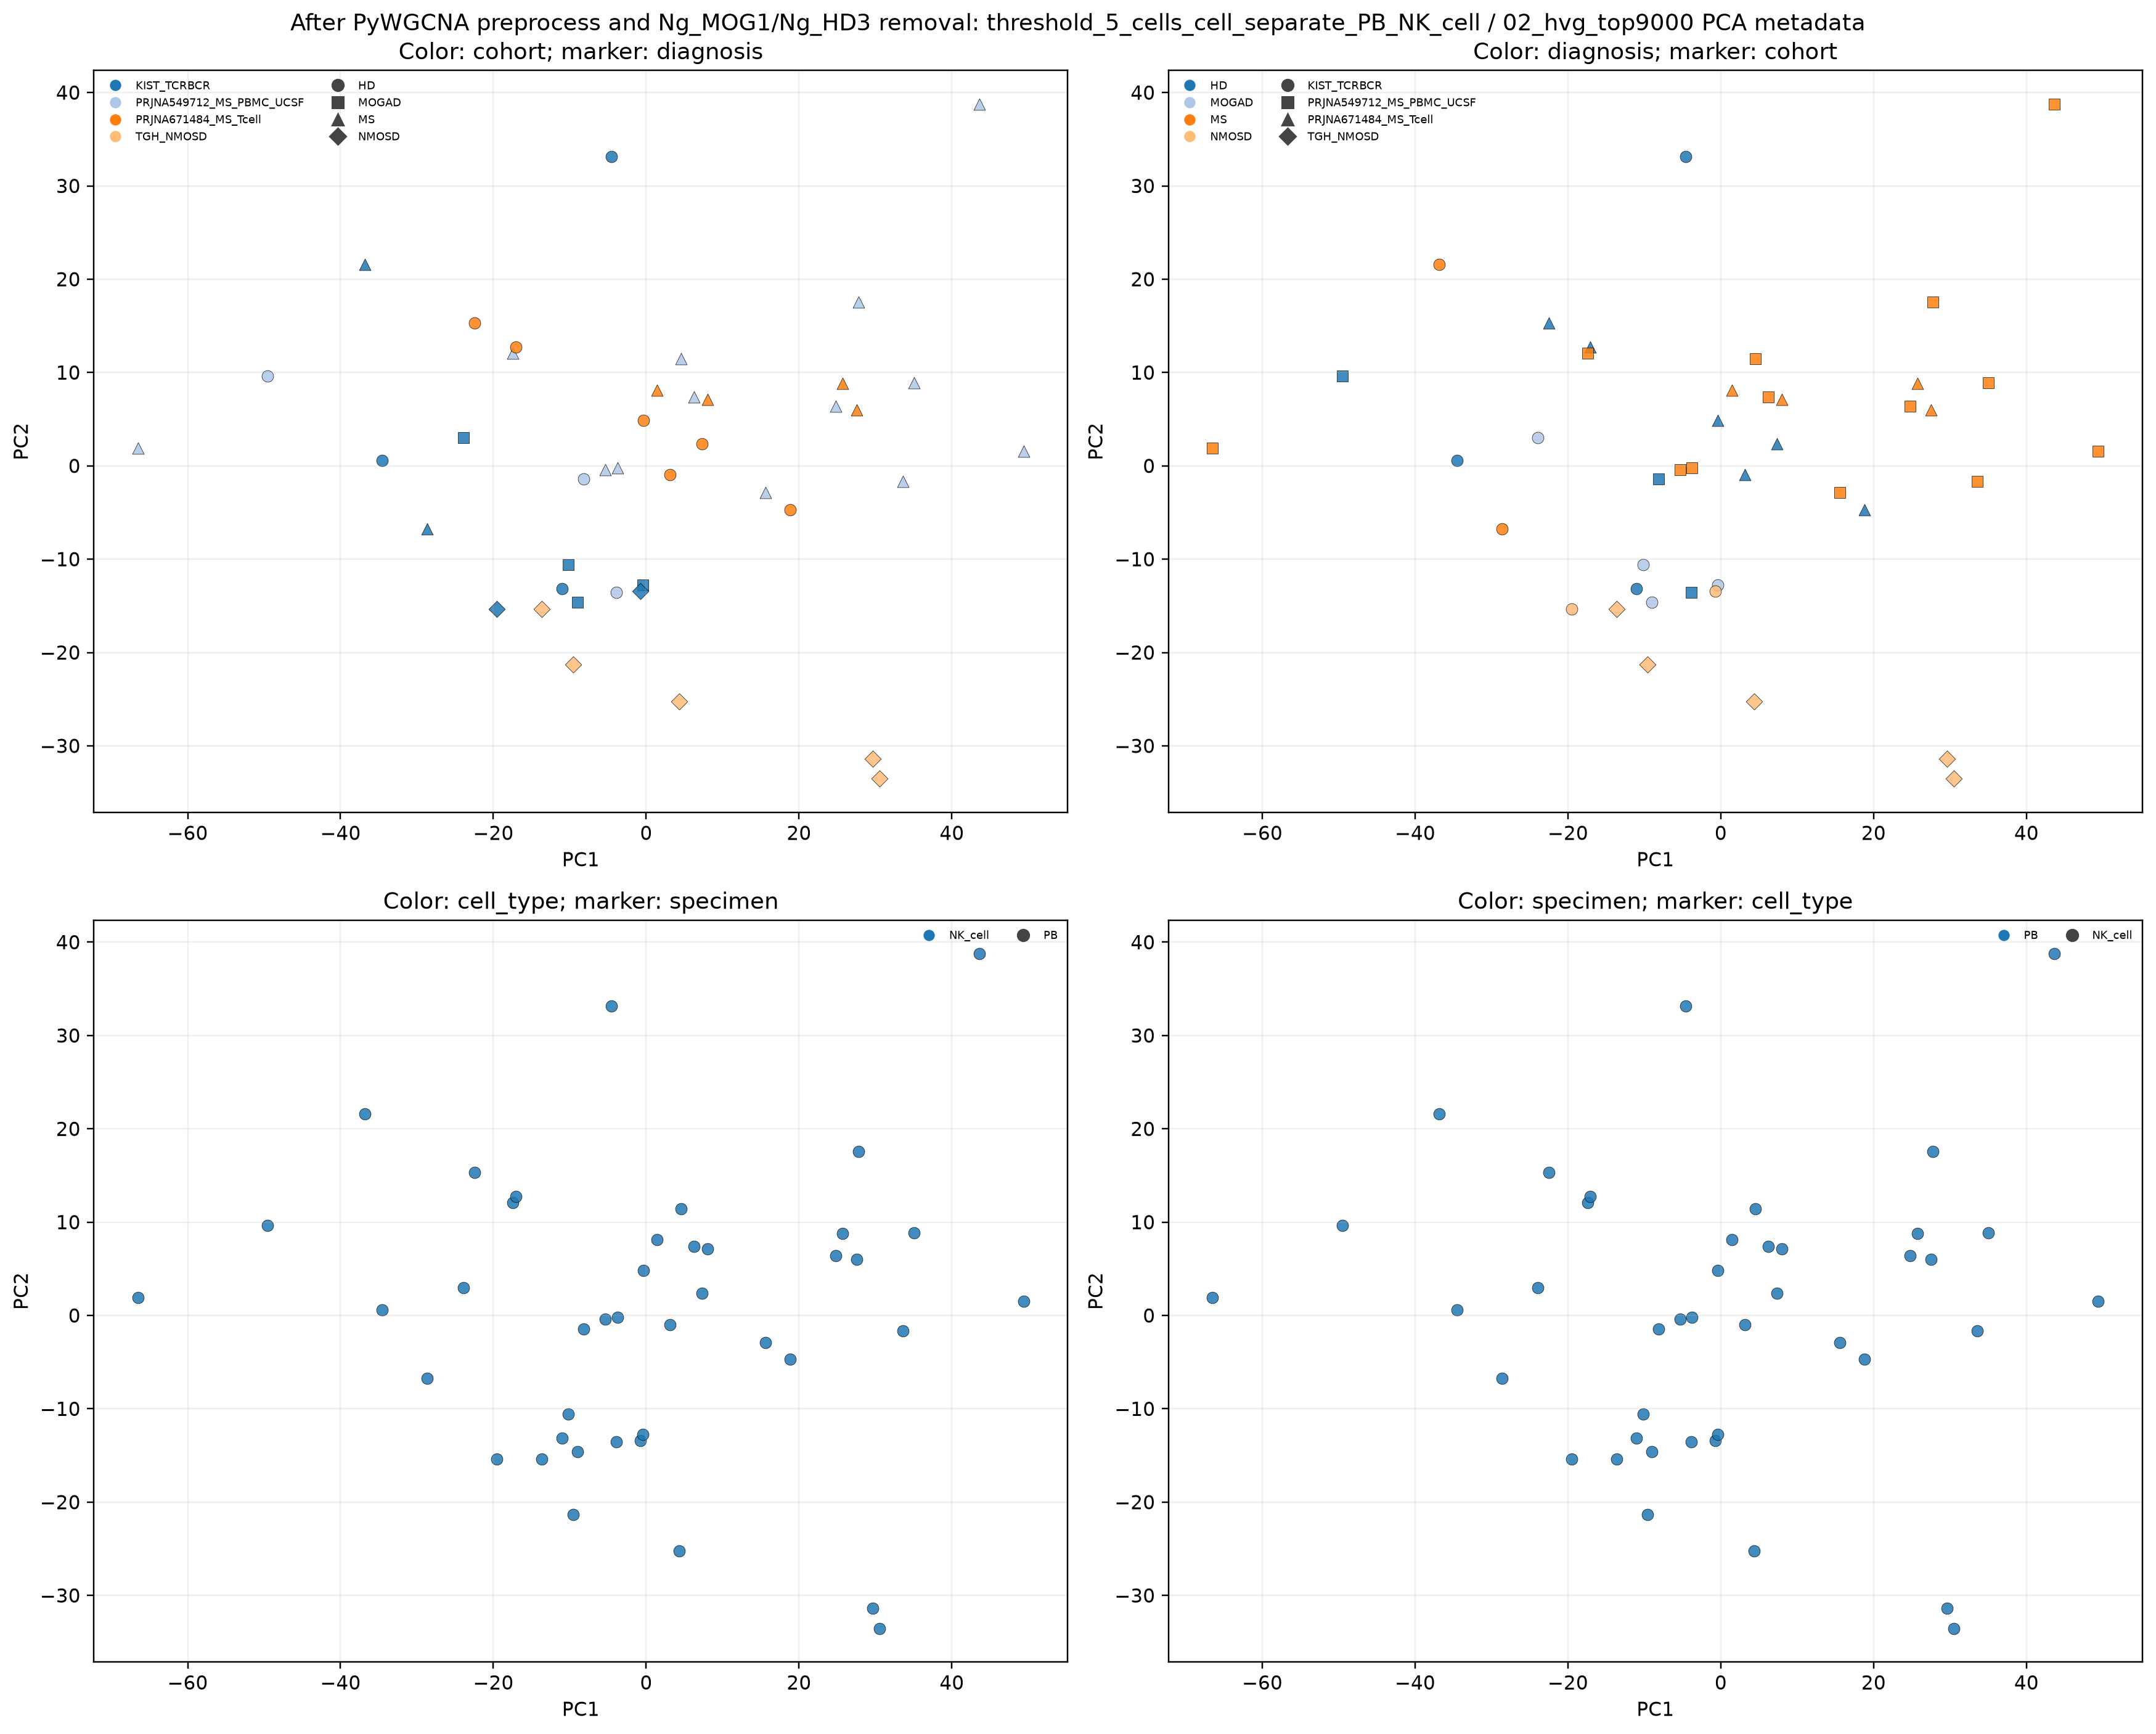 After PyWGCNA preprocess and Ng_MOG1/Ng_HD3 removal: threshold_5_cells_cell_separate_PB_NK_cell / 02_hvg_top9000 PCA metadata
Color: cohort; marker: diagnosis
KIST_TCRBCR
PRJNA549712_MS_PBMC_UCSF
PRJNA671484_MS_Tcell
TGH_NMOSD
HD
MOGAD
MS
NMOSD
40
30
20
10
0
−10
−20
−30
PC2
−60 −40 −20 0 20 40
PC1
Color: diagnosis; marker: cohort
HD
MOGAD
MS
NMOSD
KIST_TCRBCR
PRJNA549712_MS_PBMC_UCSF
PRJNA671484_MS_Tcell
TGH_NMOSD
40
30
20
10
0
−10
−20
−30
PC2
−60 −40 −20 0 20 40
PC1
Color: cell_type; marker: specimen
NK_cell PB
40
30
20
10
0
−10
−20
−30
PC2
−60 −40 −20 0 20 40
PC1
Color: specimen; marker: cell_type
PB NK_cell
40
30
20
10
0
−10
−20
−30
PC2
−60 −40 −20 0 20 40
PC1